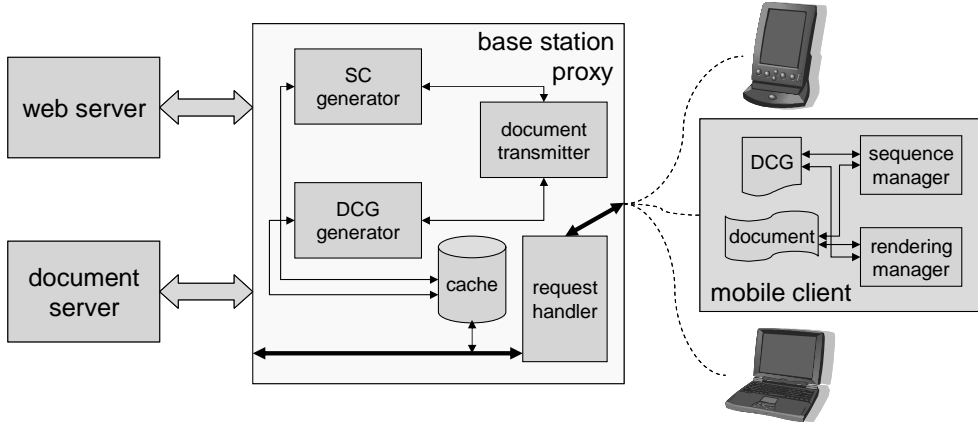 web server
document
server
base station
proxy
SC
generator
document
transmitter
DCG
generator
cache
request
handler
DCG
sequence
manager
document
rendering
manager
mobile client